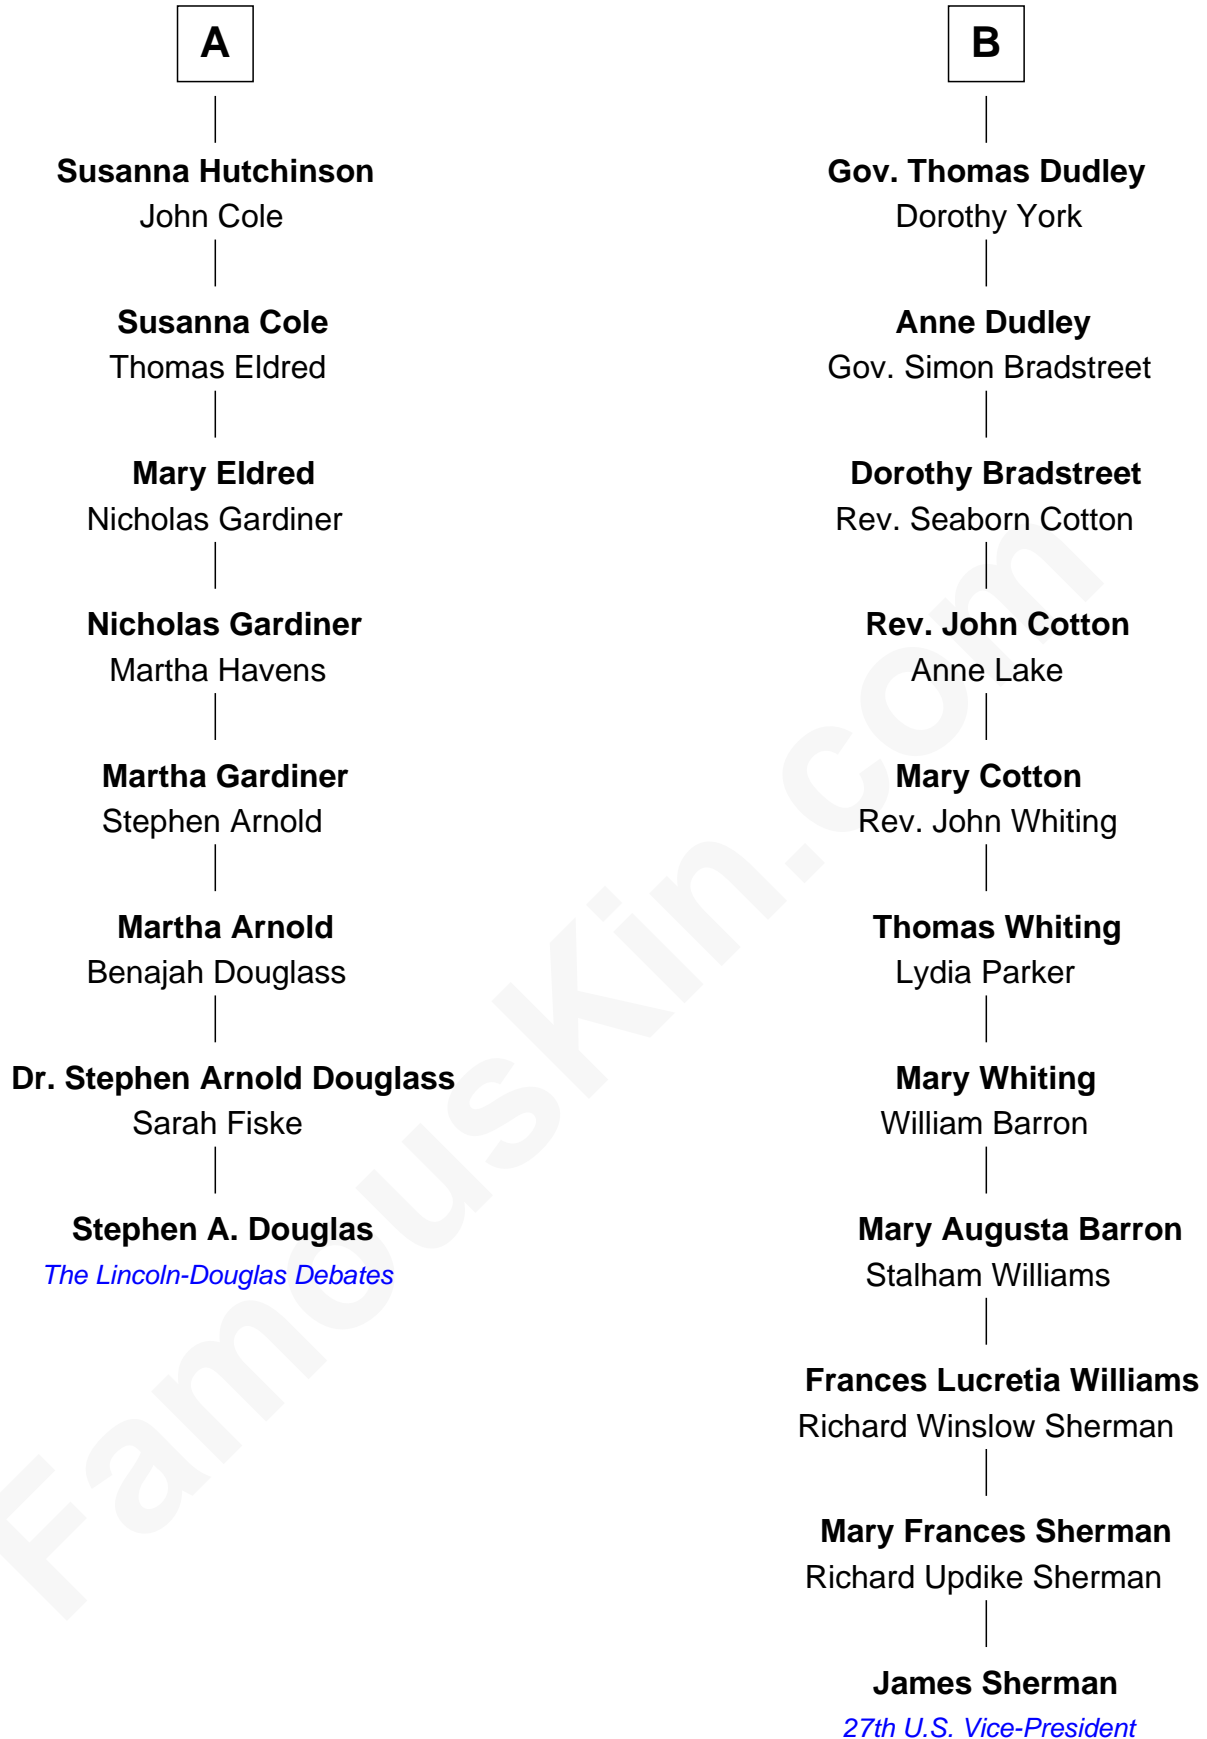 A
Susanna Hutchinson
John Cole
Susanna Cole
Thomas Eldred
Mary Eldred
Nicholas Gardiner
Nicholas Gardiner
Martha Havens
Martha Gardiner
Stephen Arnold
Martha Arnold
Benajah Douglass
Dr. Stephen Arnold Douglass
Sarah Fiske
Stephen A. Douglas
The Lincoln-Douglas Debates
B
Gov. Thomas Dudley
Dorothy York
Anne Dudley
Gov. Simon Bradstreet
Dorothy Bradstreet
Rev. Seaborn Cotton
Rev. John Cotton
Anne Lake
Mary Cotton
Rev. John Whiting
Thomas Whiting
Lydia Parker
Mary Whiting
William Barron
Mary Augusta Barron
Stalham Williams
Frances Lucretia Williams
Richard Winslow Sherman
Mary Frances Sherman
Richard Updike Sherman
James Sherman
27th U.S. Vice-President
FamousKin.com